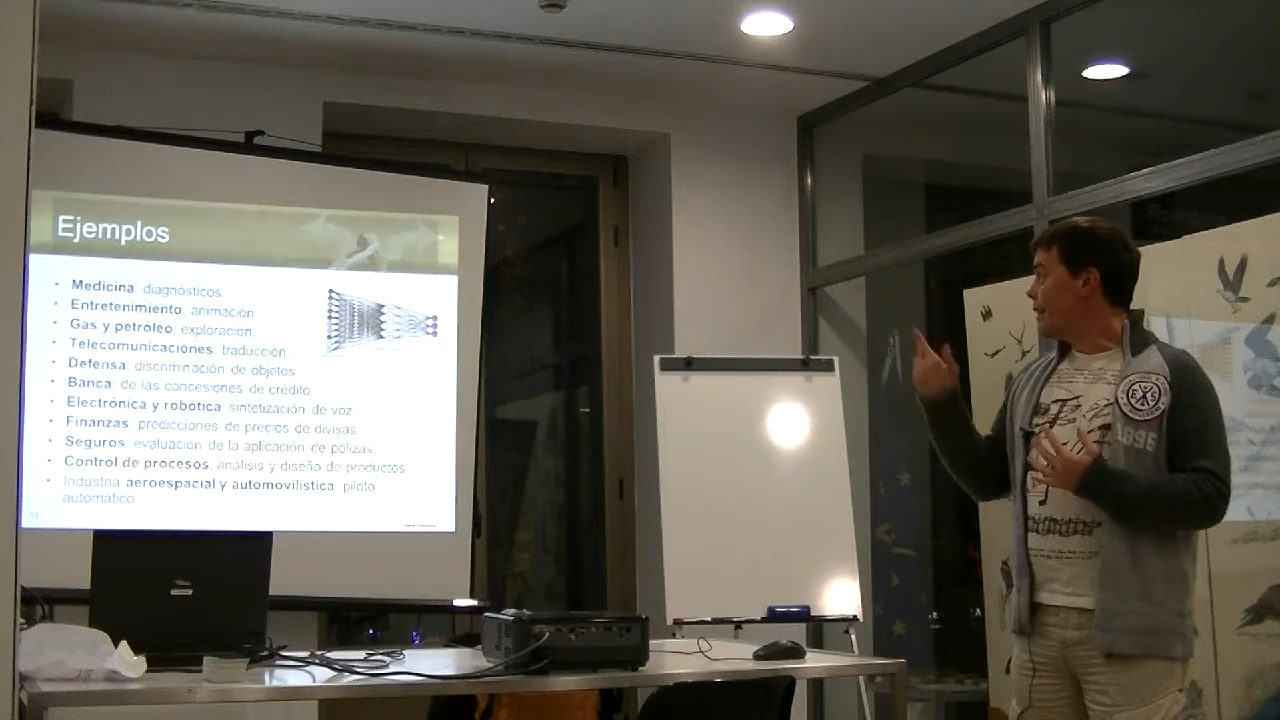 Ejemplos
• Medicina: diagnósticos
• Entretenimiento: animación.
• Gas y petróleo: exploración.
• Telecomunicaciones: traducción.
• Defensa: discriminación de objetos
• Banca: de las concesiones de crédito
• Electrónica y robótica: sintetización de voz.
• Finanzas: predicciones de precios de divisas.
• Seguros: evaluación de la aplicación de polizas.
• Control de procesos, análisis y diseño de productos
• Industria aeroespacial y automovilística: piloto
automático
1896